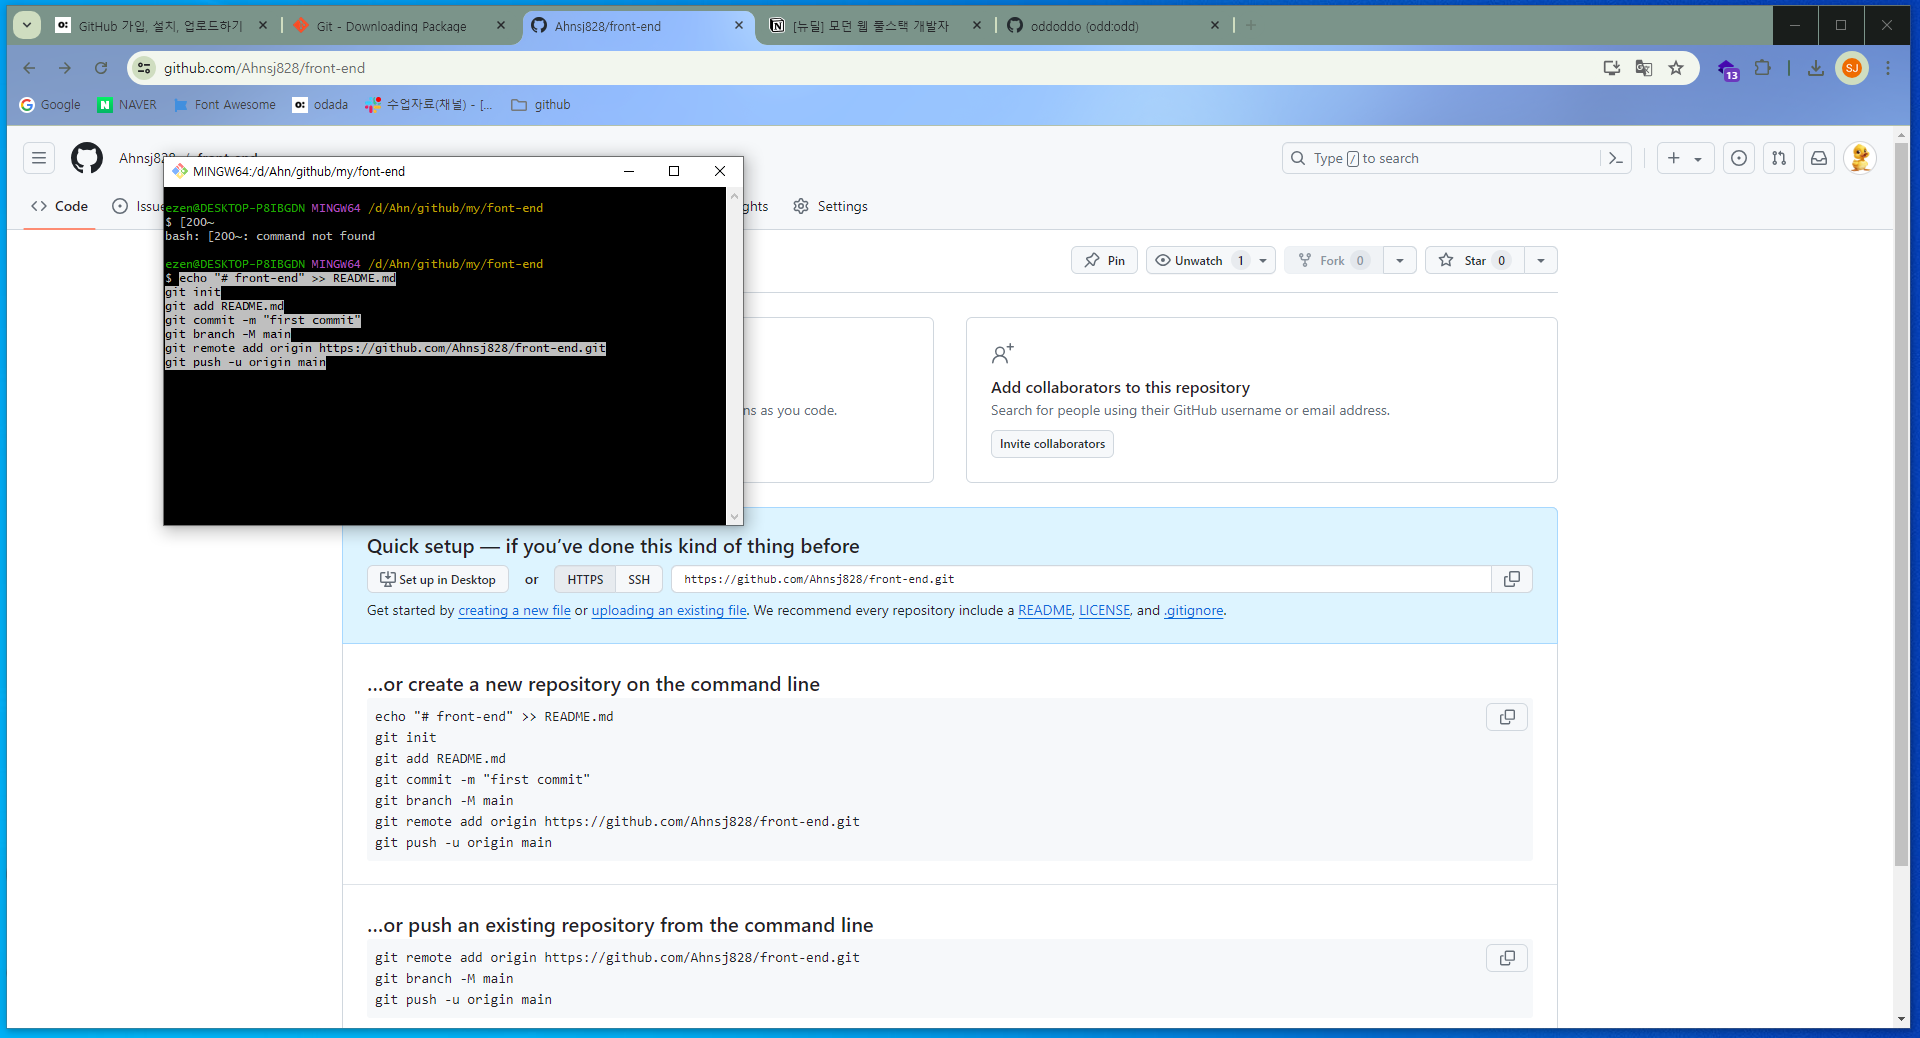 GitHub 가입, 설치, 업로드하기
Git - Downloading Package
Ahnsj828/front-end
[뉴딜] 모던 웹 풀스택 개발자
oddoddo (odd:odd)
github.com/Ahnsj828/front-end
13
SJ
Google
NAVER
Font Awesome
odada
수업자료(채널) - [...
github
Ahnsj828
Type / to search
MINGW64:/d/Ahn/github/my/font-end
Code
Issu
ghts
Settings
ezen@DESKTOP-P8IBGDN MINGW64 /d/Ahn/github/my/font-end
$ [200~
bash: [200~: command not found
ezen@DESKTOP-P8IBGDN MINGW64 /d/Ahn/github/my/font-end
$ echo "# front-end" >> README.md
git init
git add README.md
git commit -m "first commit"
git branch -M main
git remote add origin https://github.com/Ahnsj828/front-end.git
git push -u origin main
Pin
Unwatch 1
Fork 0
Star 0
ns as you code.
Add collaborators to this repository
Search for people using their GitHub username or email address.
Invite collaborators
Quick setup — if you’ve done this kind of thing before
Set up in Desktop or HTTPS SSH https://github.com/Ahnsj828/front-end.git
Get started by creating a new file or uploading an existing file. We recommend every repository include a README, LICENSE, and .gitignore.
…or create a new repository on the command line
echo "# front-end" >> README.md
git init
git add README.md
git commit -m "first commit"
git branch -M main
git remote add origin https://github.com/Ahnsj828/front-end.git
git push -u origin main
…or push an existing repository from the command line
git remote add origin https://github.com/Ahnsj828/front-end.git
git branch -M main
git push -u origin main